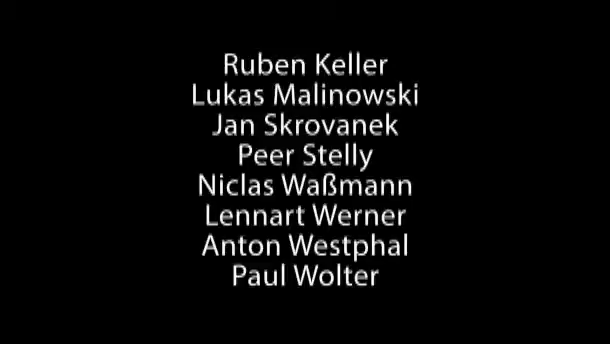 Ruben Keller
Lukas Malinowski
Jan Skrovanek
Peer Stelly
Niclas Waßmann
Lennart Werner
Anton Westphal
Paul Wolter